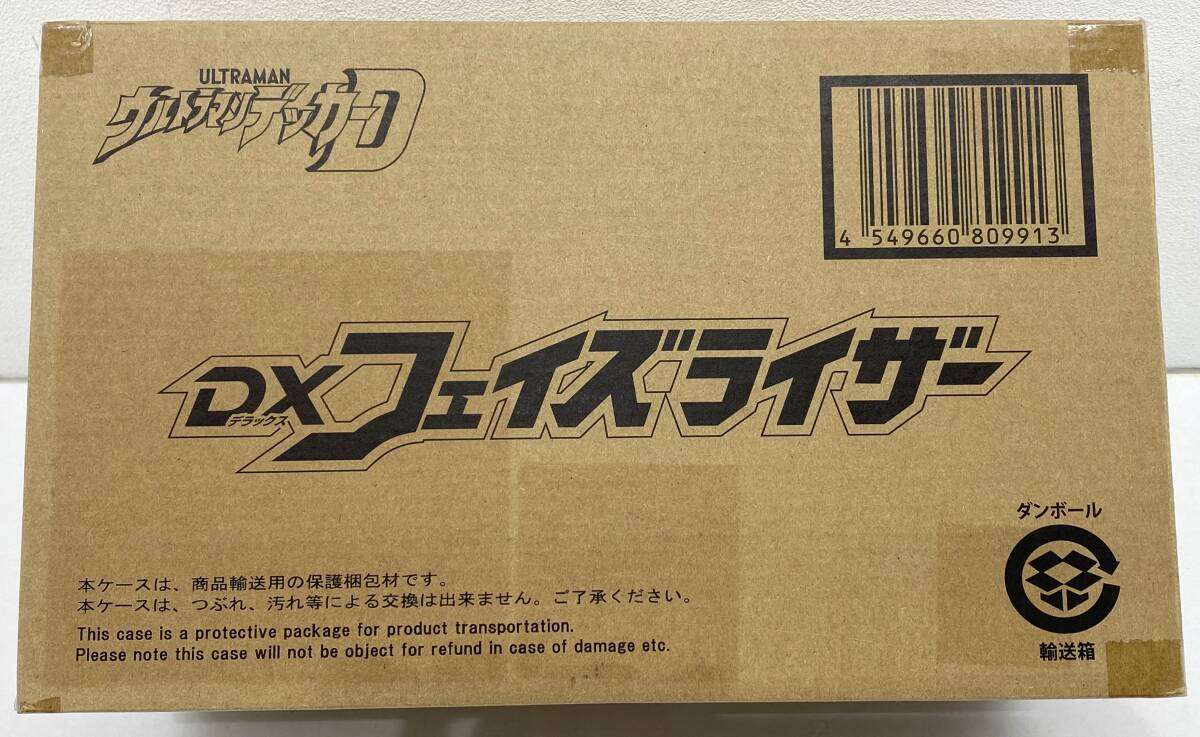 ULTRAMAN
ウルトラマンデッカーD
4 549660 809913
DXフェイズライザー
デラックス
ダンボール
本ケースは、商品輸送用の保護梱包材です。
本ケースは、つぶれ、汚れ等による交換は出来ません。ご了承ください。
This case is a protective package for product transportation.
Please note this case will not be object for refund in case of damage etc.
輸送箱